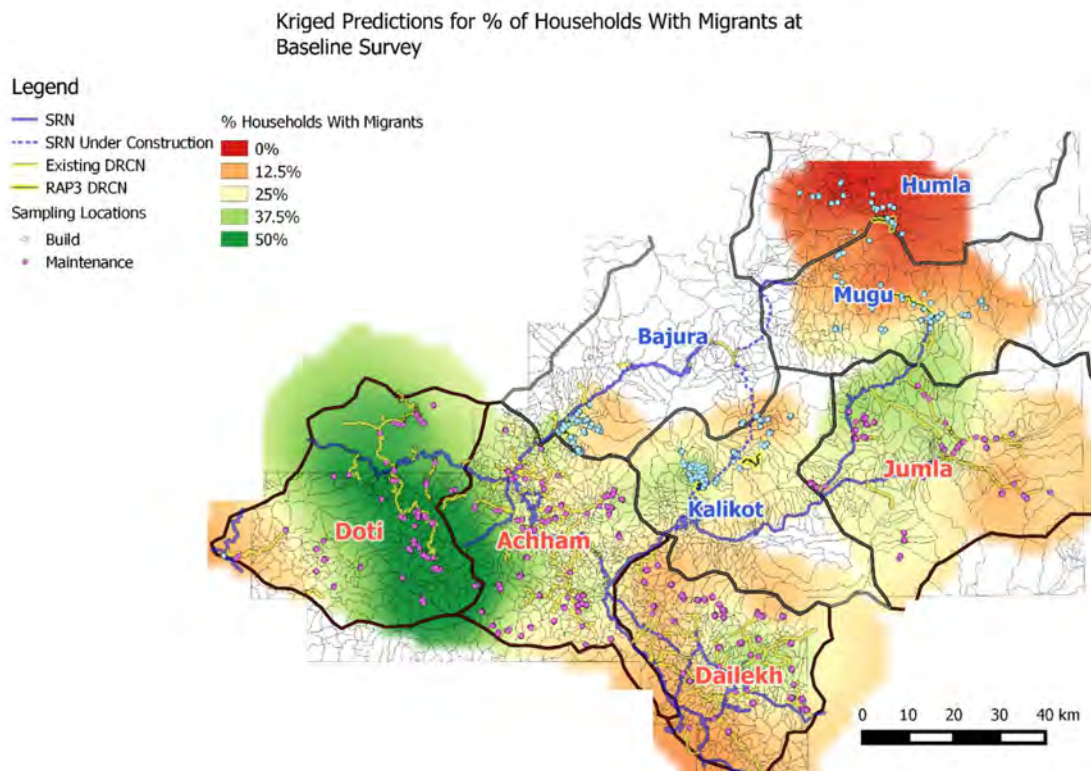 Kriged Predictions for % of Households With Migrants at
Baseline Survey
Legend
SRN
SRN Under Construction
Existing DRCN
RAP3 DRCN
Sampling Locations
Build
Maintenance
% Households With Migrants
0%
12.5%
25%
37.5%
50%
Humla
Mugu
Bajura
Jumla
Kalikot
Doti
Achham
Dailekh
0 10 20 30 40 km